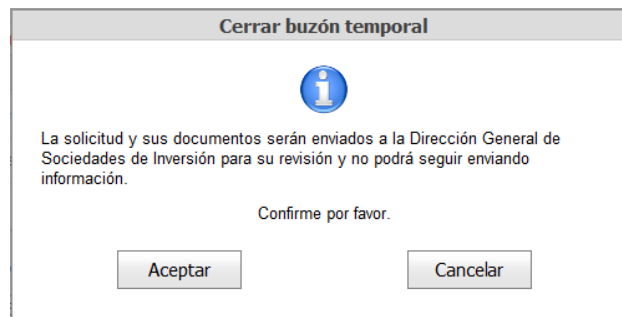 Cerrar buzón temporal
La solicitud y sus documentos serán enviados a la Dirección General de
Sociedades de Inversión para su revisión y no podrá seguir enviando
información.
Confirme por favor.
Aceptar
Cancelar